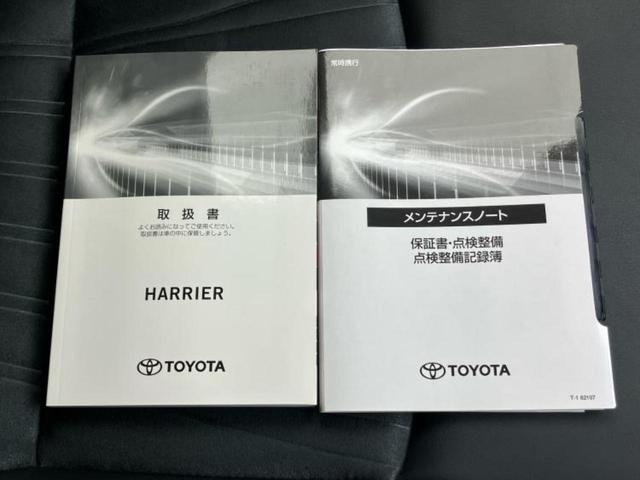 取扱書
よくお読みになってご使用ください。
取扱書は車の中に保管しましょう。
HARRIER
TOYOTA
常時携行
メンテナンスノート
保証書・点検整備
点検整備記録簿
TOYOTA
T-1 62107